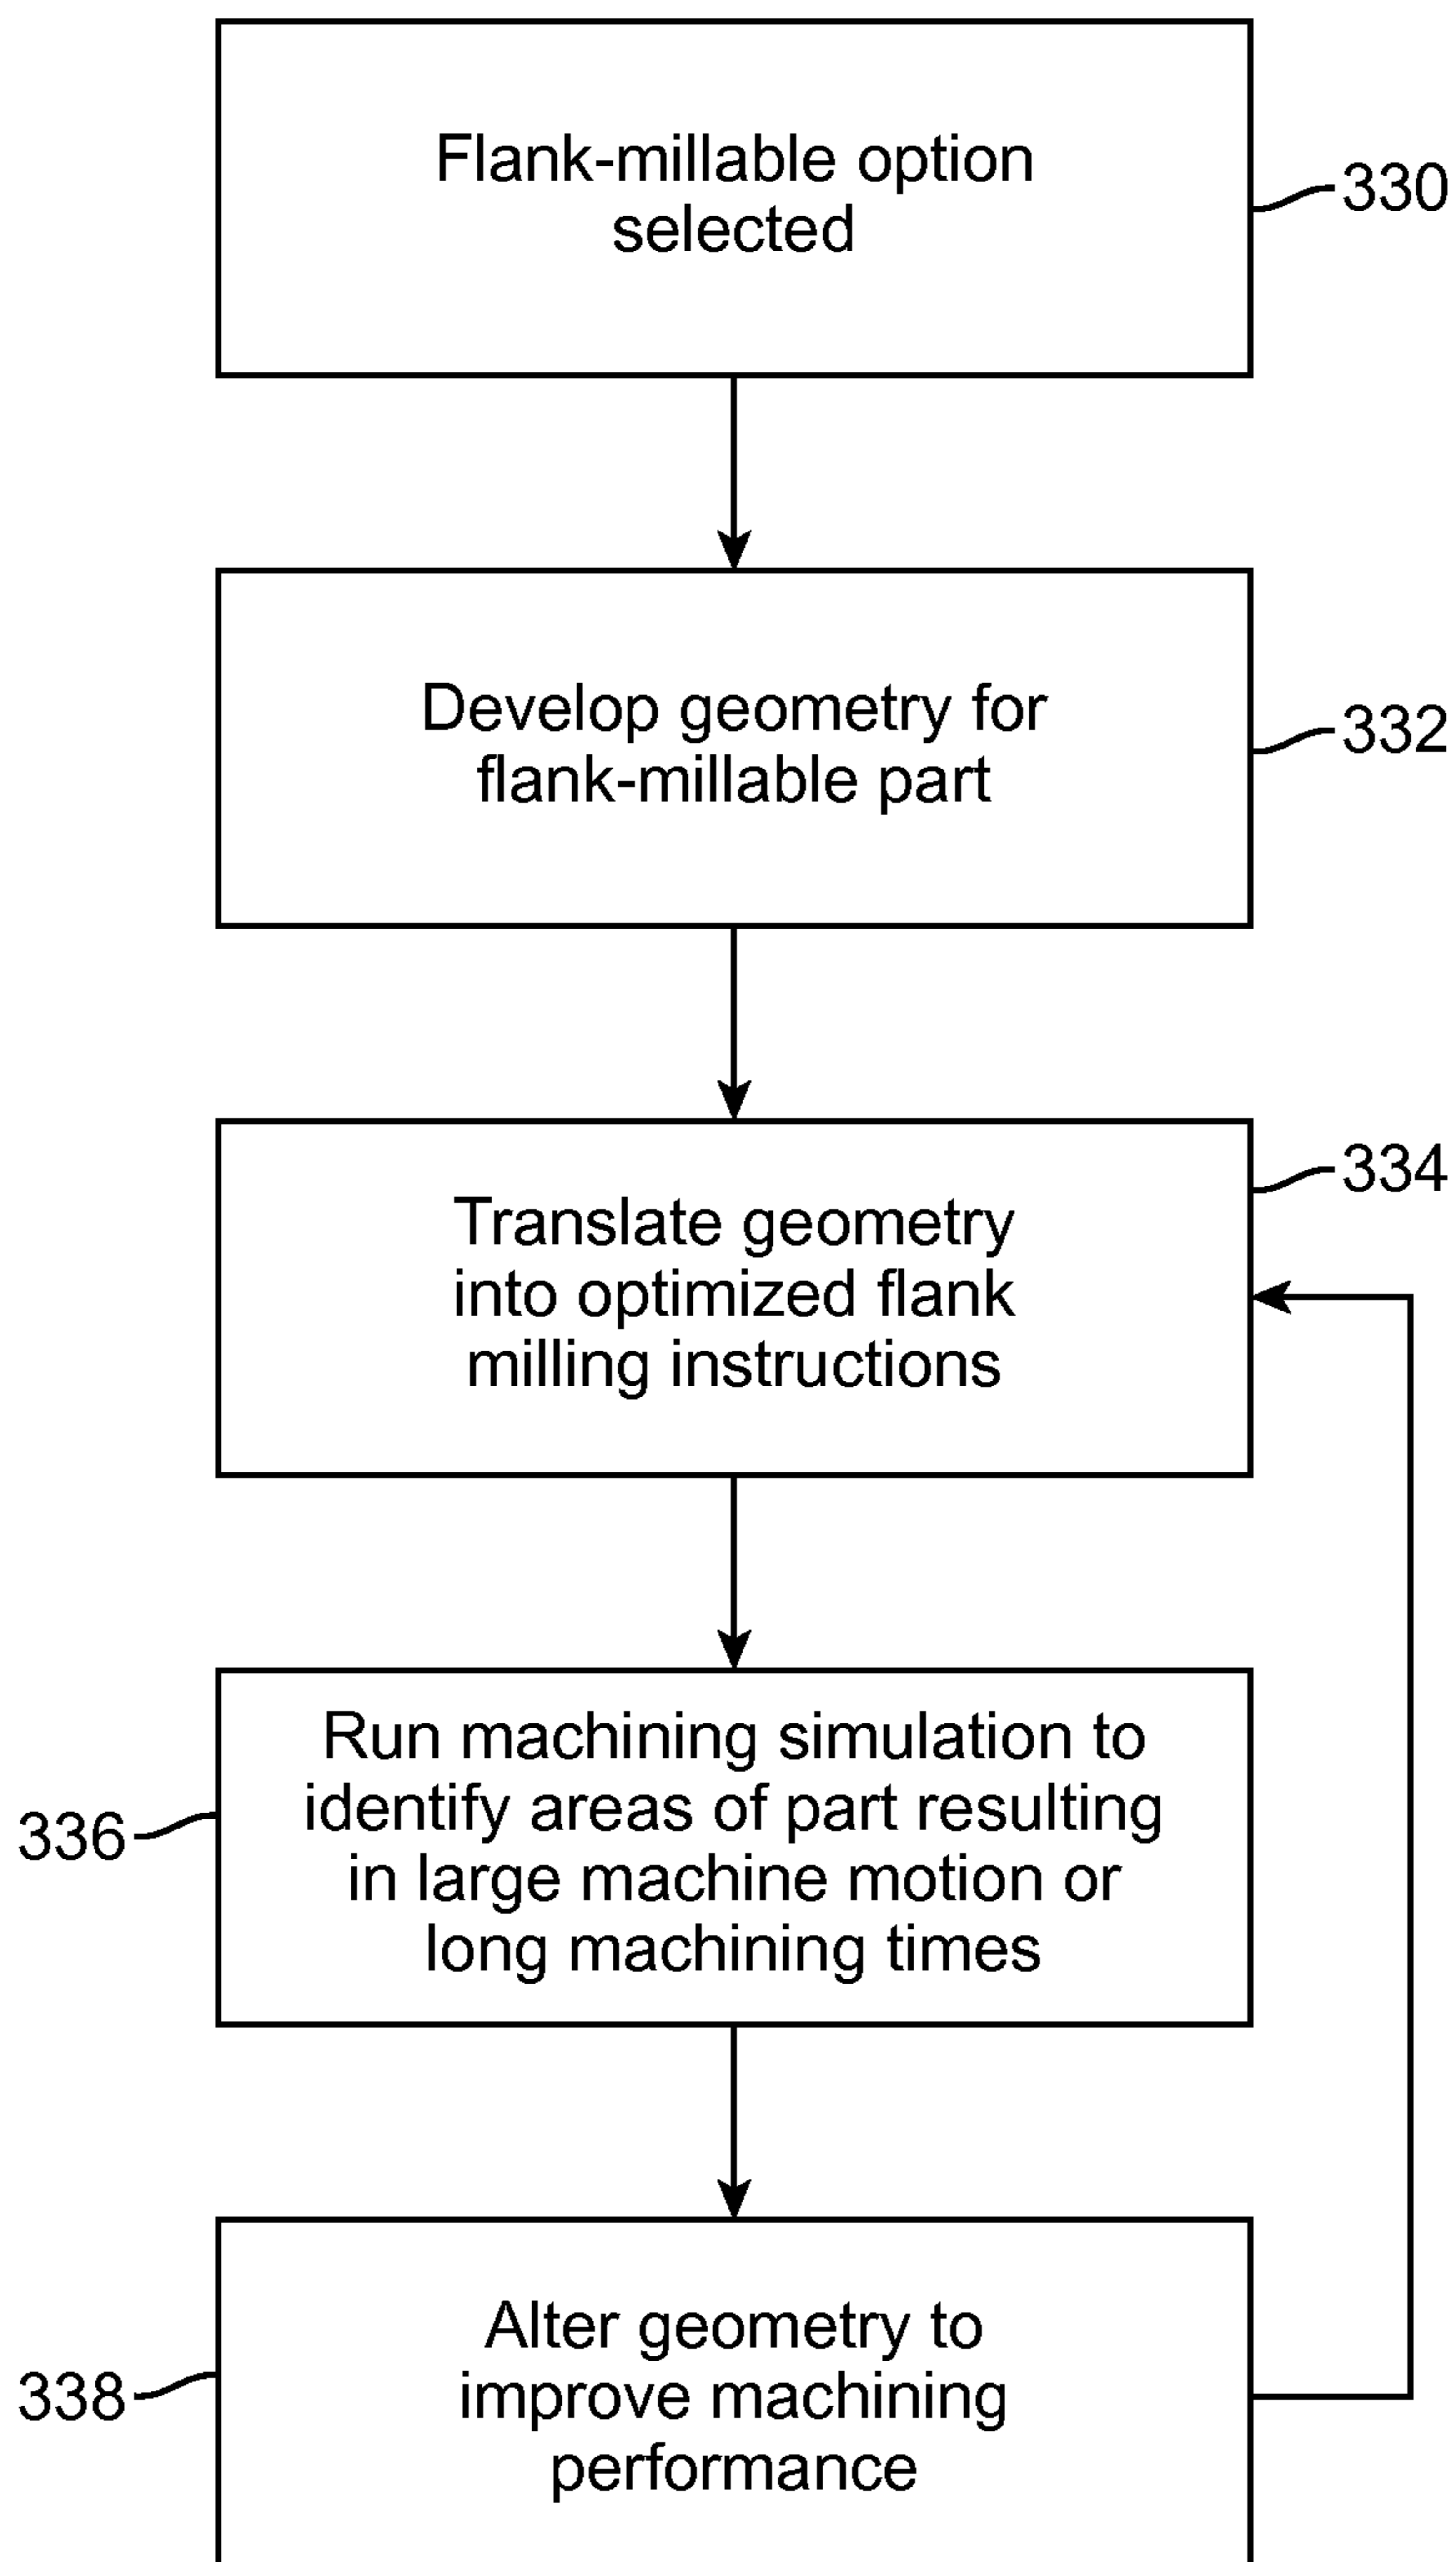 Flank-millable option
selected
330
Develop geometry for
flank-millable part
332
Translate geometry
into optimized flank
milling instructions
334
Run machining simulation to
identify areas of part resulting
in large machine motion or
long machining times
336
Alter geometry to
improve machining
performance
338